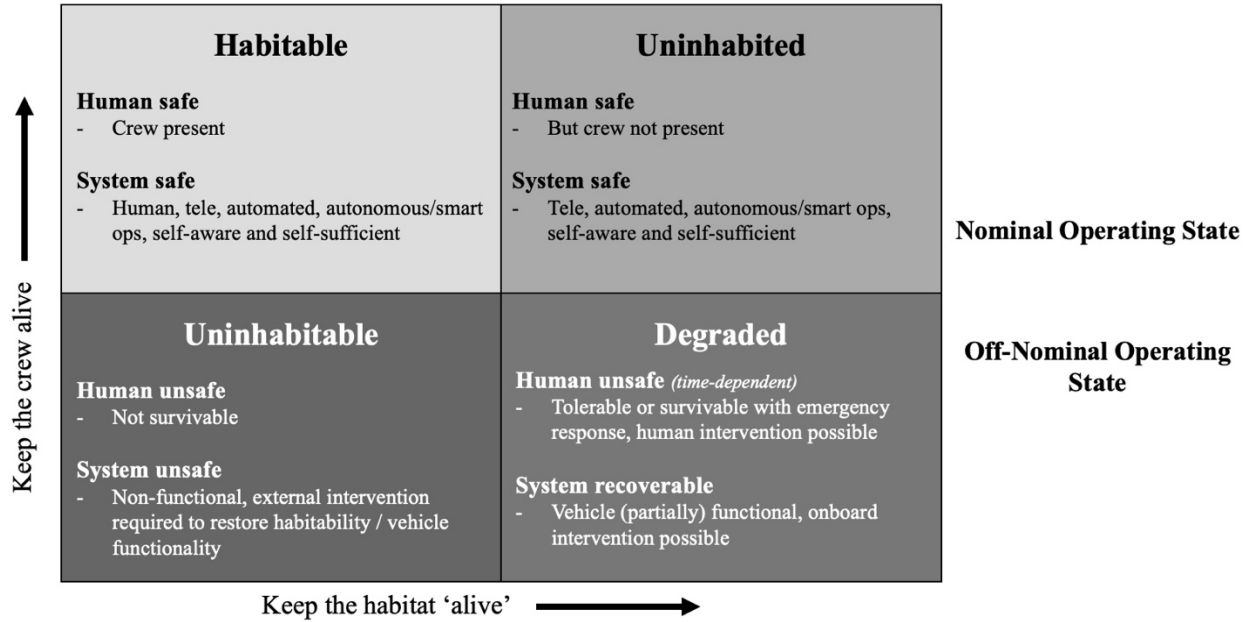 Keep the crew alive
Habitable
Human safe
- Crew present
System safe
- Human, tele, automated, autonomous/smart
ops, self-aware and self-sufficient
Uninhabited
Human safe
- But crew not present
System safe
- Tele, automated, autonomous/smart ops,
self-aware and self-sufficient
Nominal Operating State
Uninhabitable
Human unsafe
- Not survivable
System unsafe
- Non-functional, external intervention
required to restore habitability / vehicle
functionality
Degraded
Human unsafe (time-dependent)
- Tolerable or survivable with emergency
response, human intervention possible
System recoverable
- Vehicle (partially) functional, onboard
intervention possible
Off-Nominal Operating
State
Keep the habitat ‘alive’